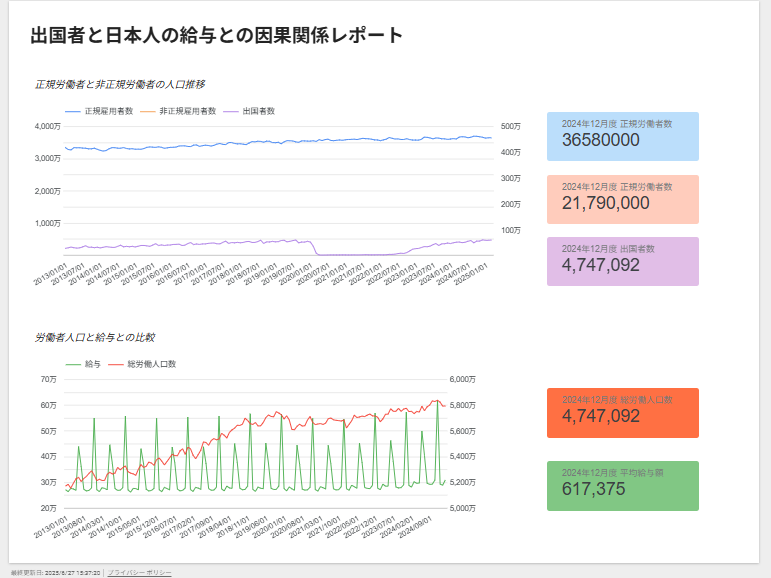 出国者と日本人の給与との因果関係レポート
正規労働者と非正規労働者の人口推移
正規雇用者数 非正規雇用者数 出国者数
4,000万 500万
3,000万 400万
300万
2,000万 200万
1,000万 100万
2013/01/01 2013/07/01 2014/01/01 2014/07/01 2015/01/01 2015/07/01 2016/01/01 2016/07/01 2017/01/01 2017/07/01 2018/01/01 2018/07/01 2019/01/01 2019/07/01 2020/01/01 2020/07/01 2021/01/01 2021/07/01 2022/01/01 2022/07/01 2023/01/01 2023/07/01 2024/01/01 2024/07/01 2025/01/01
2024年12月度 正規労働者数
36580000
2024年12月度 正規労働者数
21,790,000
2024年12月度 出国者数
4,747,092
労働者人口と給与との比較
給与 総労働人口数
70万 6,000万
60万 5,800万
50万 5,600万
40万 5,400万
30万 5,200万
20万 5,000万
2013/01/01 2013/08/01 2014/03/01 2014/10/01 2015/05/01 2015/12/01 2016/07/01 2017/02/01 2017/09/01 2018/04/01 2018/11/01 2019/06/01 2020/01/01 2020/08/01 2021/03/01 2021/10/01 2022/05/01 2022/12/01 2023/07/01 2024/02/01 2024/09/01
2024年12月度 総労働人口数
4,747,092
2024年12月度 平均給与額
617,375
最終更新日: 2025/8/27 15:37:20 | プライバシー ポリシー